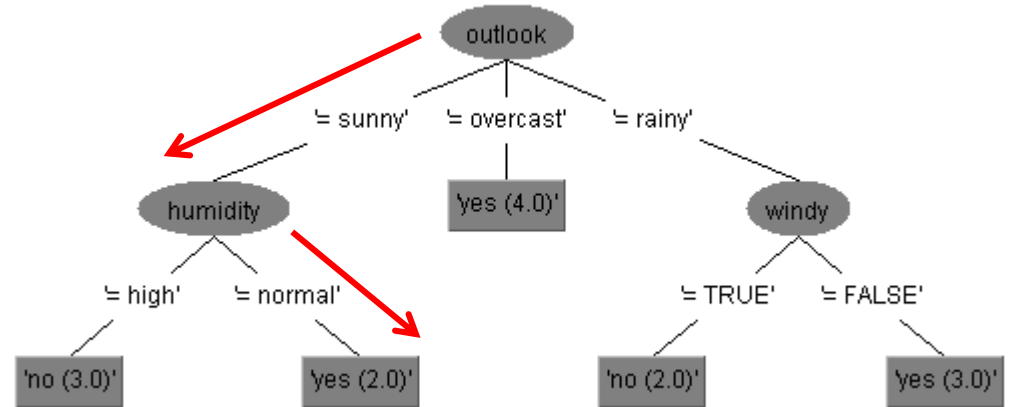 outlook
'= sunny' '= overcast' '= rainy'
humidity 'yes (4.0)' windy
'= high' '= normal' '= TRUE' '= FALSE'
'no (3.0)' 'yes (2.0)' 'no (2.0)' 'yes (3.0)'